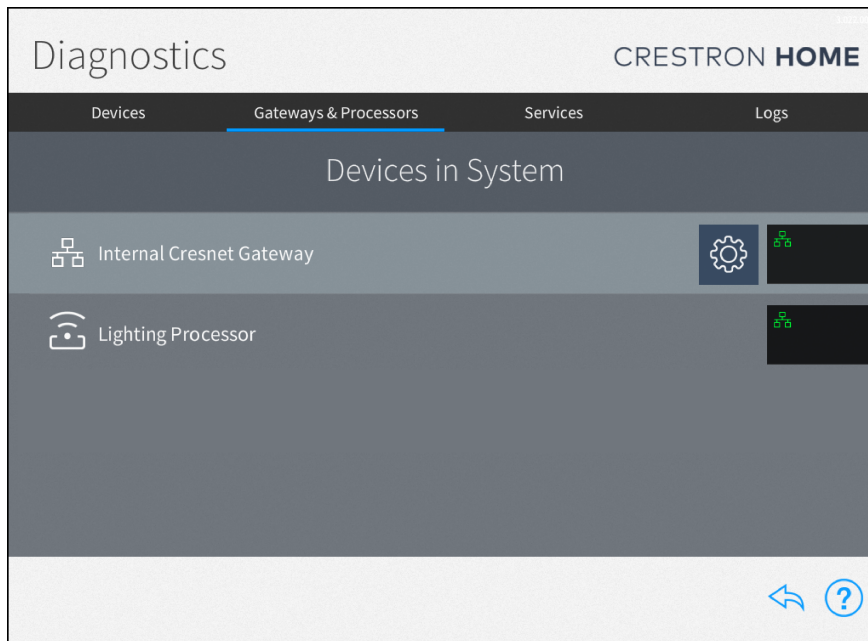 Diagnostics
CRESTRON HOME
Devices
Gateways & Processors
Services
Logs
Devices in System
Internal Cresnet Gateway
Lighting Processor
?